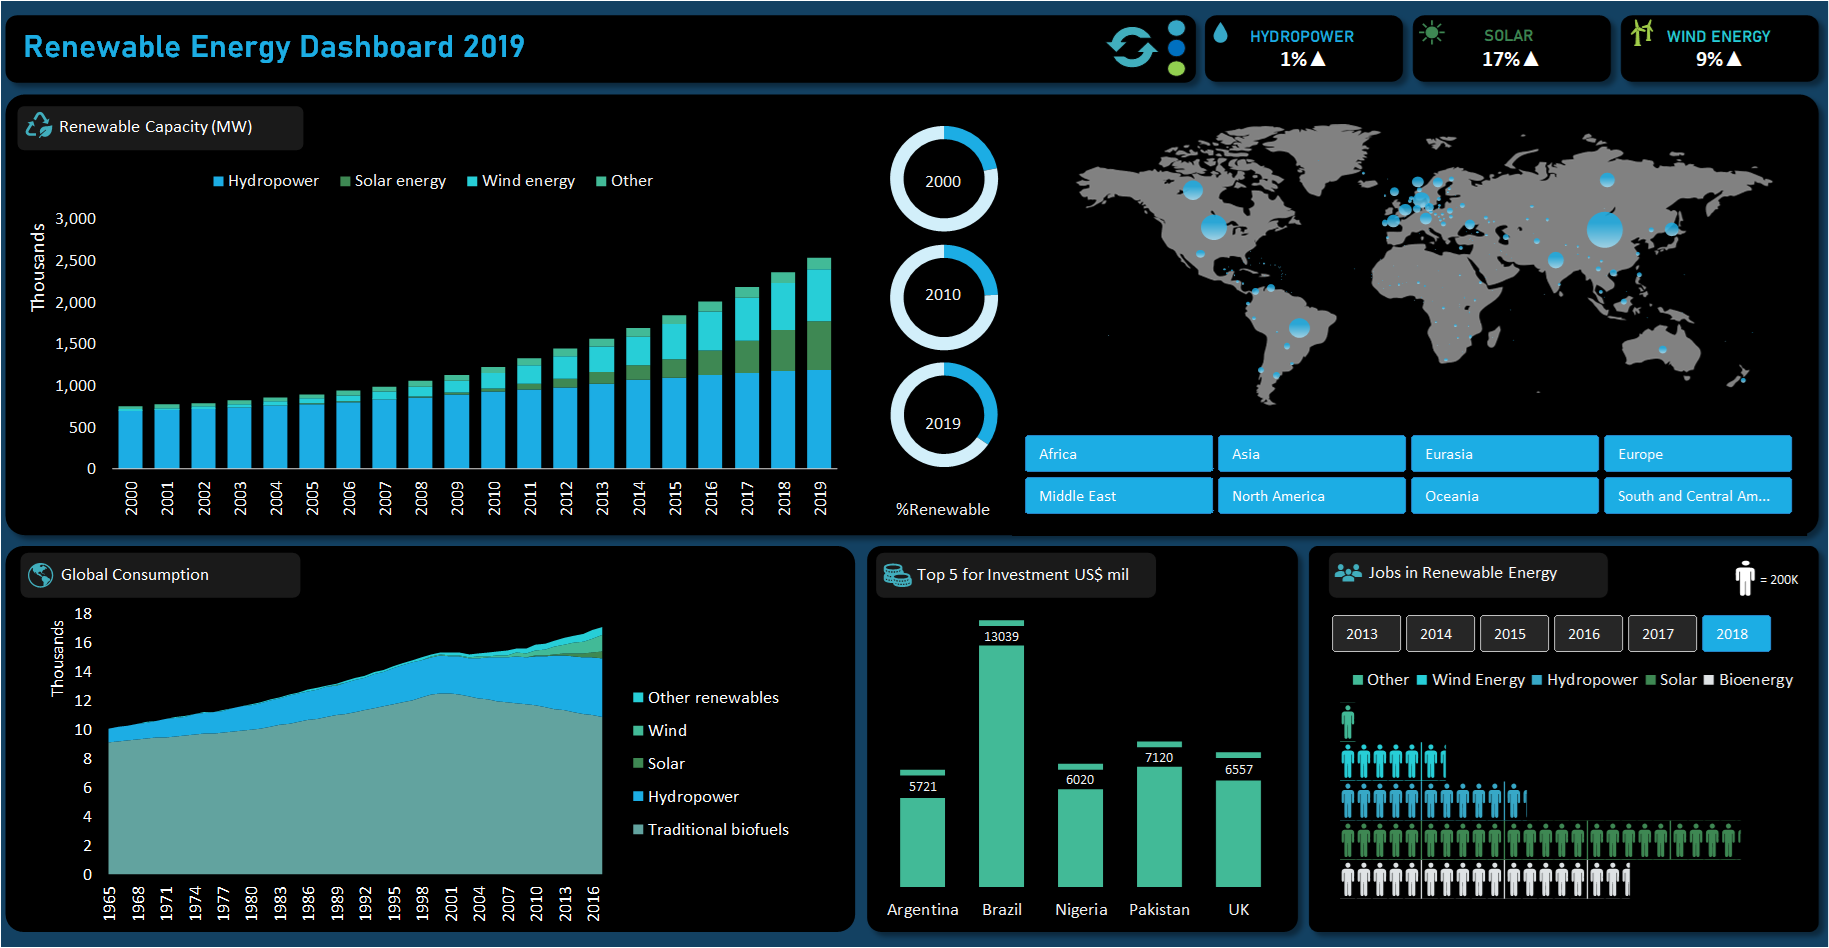 Renewable Energy Dashboard 2019
HYDROPOWER
1%▲
SOLAR
17%▲
WIND ENERGY
9%▲
Renewable Capacity (MW)
Hydropower
Solar energy
Wind energy
Other
Thousands
3,000
2,500
2,000
1,500
1,000
500
0
2000
2001
2002
2003
2004
2005
2006
2007
2008
2009
2010
2011
2012
2013
2014
2015
2016
2017
2018
2019
2000
2010
2019
%Renewable
Africa
Asia
Eurasia
Europe
Middle East
North America
Oceania
South and Central Am...
Global Consumption
Thousands
18
16
14
12
10
8
6
4
2
0
1965
1968
1971
1974
1977
1980
1983
1986
1989
1992
1995
1998
2001
2004
2007
2010
2013
2016
Other renewables
Wind
Solar
Hydropower
Traditional biofuels
Top 5 for Investment US$ mil
5721
13039
6020
7120
6557
Argentina
Brazil
Nigeria
Pakistan
UK
Jobs in Renewable Energy
= 200K
2013
2014
2015
2016
2017
2018
Other
Wind Energy
Hydropower
Solar
Bioenergy